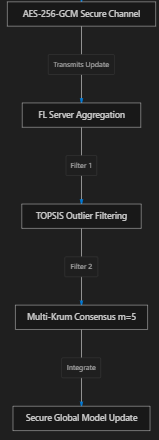 AES-256-GCM Secure Channel
Transmits Update
FL Server Aggregation
Filter 1
TOPSIS Outlier Filtering
Filter 2
Multi-Krum Consensus m=5
Integrate
Secure Global Model Update